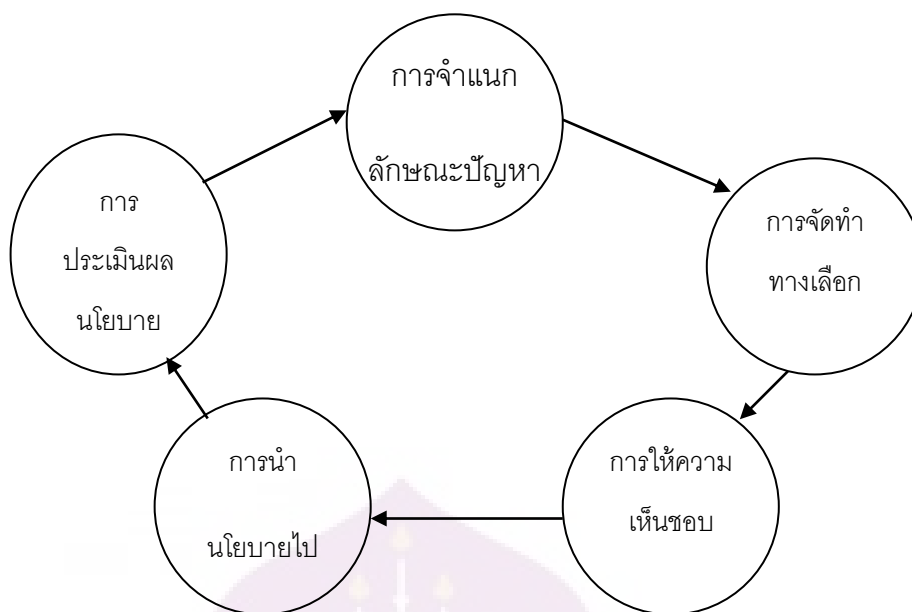 การจำแนก
ลักษณะปัญหา
การจัดทำ
ทางเลือก
การให้ความ
เห็นชอบ
การนำ
นโยบายไป
การ
ประเมินผล
นโยบาย